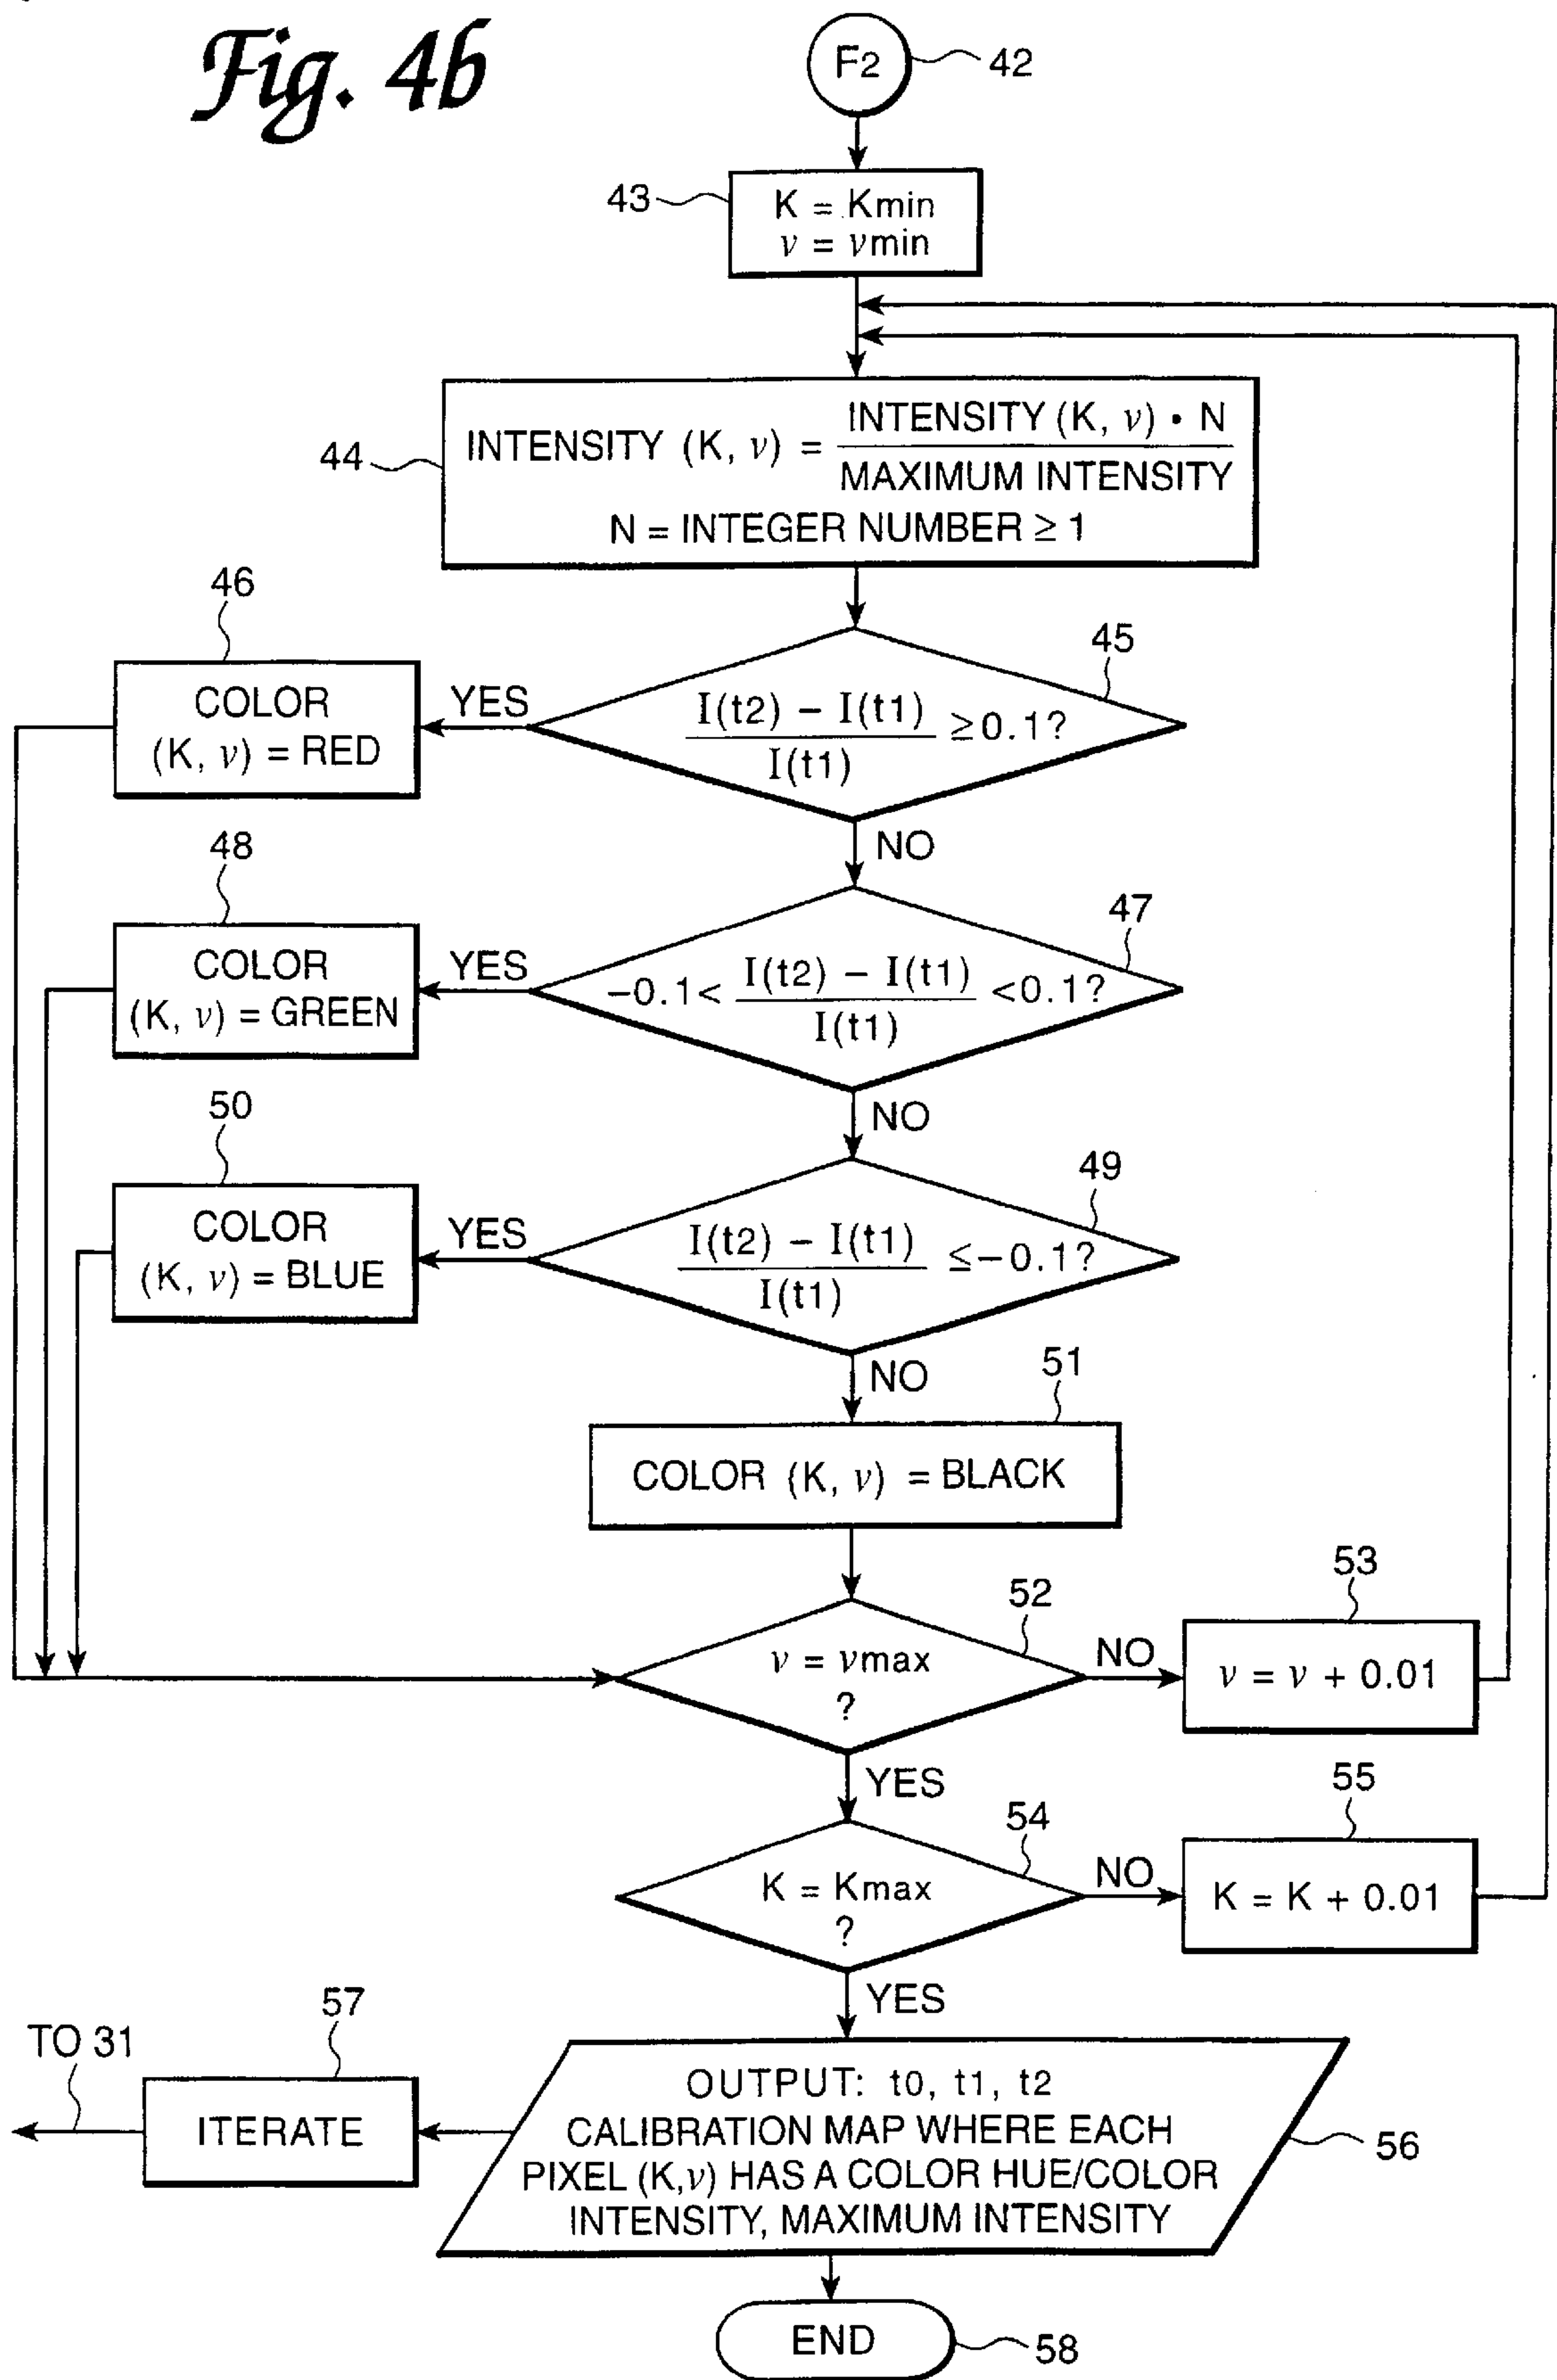 Fig. 4b
F2
42
43
K = Kmin
ν = νmin
44
INTENSITY (K, ν) = INTENSITY (K, ν) • N / MAXIMUM INTENSITY
N = INTEGER NUMBER ≥ 1
45
I(t2) – I(t1) / I(t1) ≥0.1?
YES
46
COLOR
(K, ν) = RED
NO
47
–0.1< I(t2) – I(t1) / I(t1) <0.1?
YES
48
COLOR
(K, ν) = GREEN
NO
49
I(t2) – I(t1) / I(t1) ≤–0.1?
YES
50
COLOR
(K, ν) = BLUE
NO
51
COLOR (K, ν) = BLACK
52
ν = νmax
?
NO
53
ν = ν + 0.01
YES
54
K = Kmax
?
NO
55
K = K + 0.01
YES
56
OUTPUT: t0, t1, t2
CALIBRATION MAP WHERE EACH
PIXEL (K,ν) HAS A COLOR HUE/COLOR
INTENSITY, MAXIMUM INTENSITY
57
ITERATE
TO 31
END
58